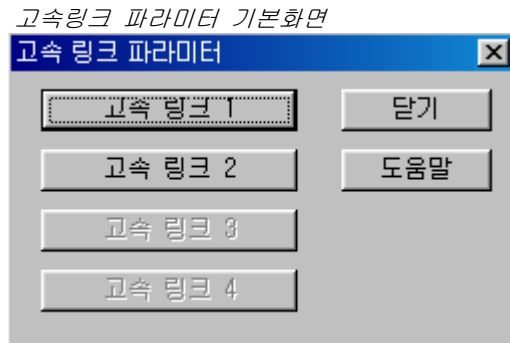 고속링크 파라미터 기본화면
고속 링크 파라미터
고속 링크 1
닫기
고속 링크 2
도움말
고속 링크 3
고속 링크 4